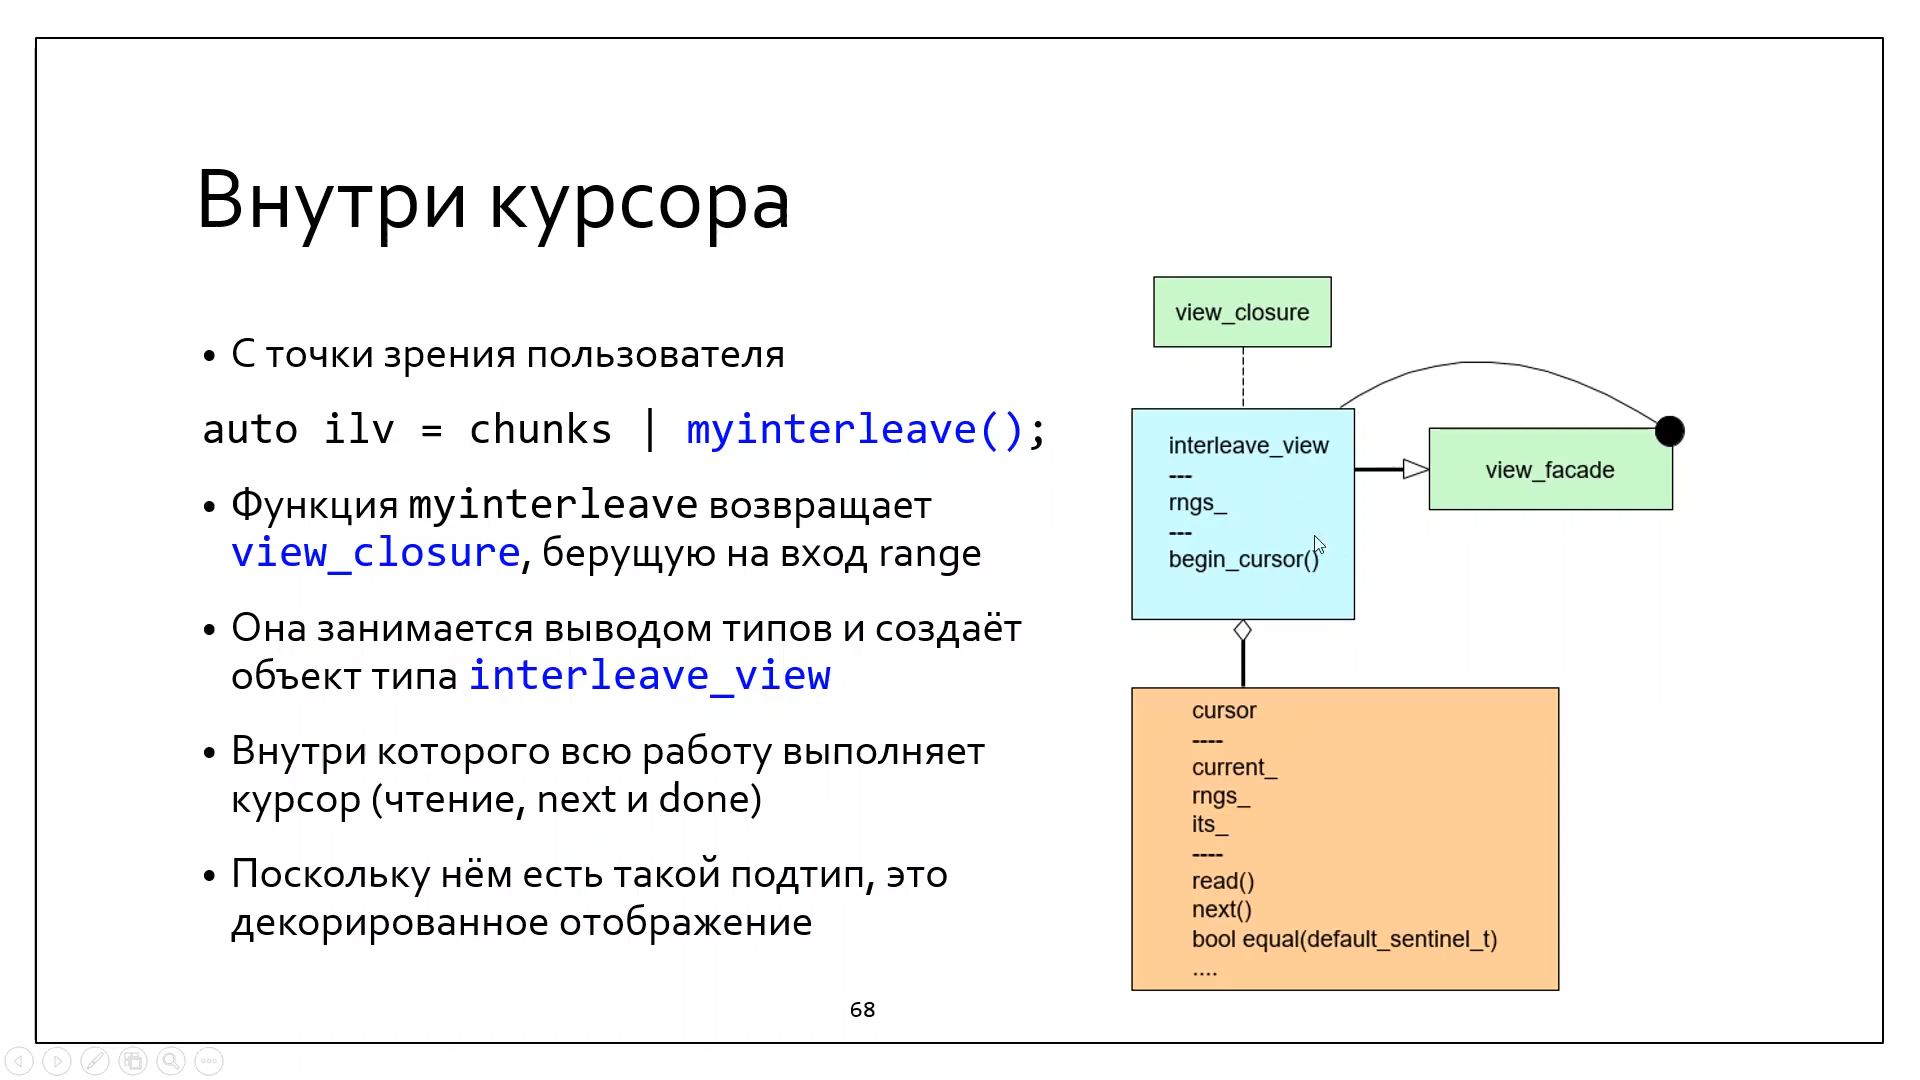 Внутри курсора
• С точки зрения пользователя
auto ilv = chunks | myinterleave();
• Функция myinterleave возвращает
view_closure, берущую на вход range
• Она занимается выводом типов и создаёт
объект типа interleave_view
• Внутри которого всю работу выполняет
курсор (чтение, next и done)
• Поскольку нём есть такой подтип, это
декорированное отображение
view_closure
interleave_view
---
rngs_
---
begin_cursor()
view_facade
cursor
----
current_
rngs_
its_
----
read()
next()
bool equal(default_sentinel_t)
....
68